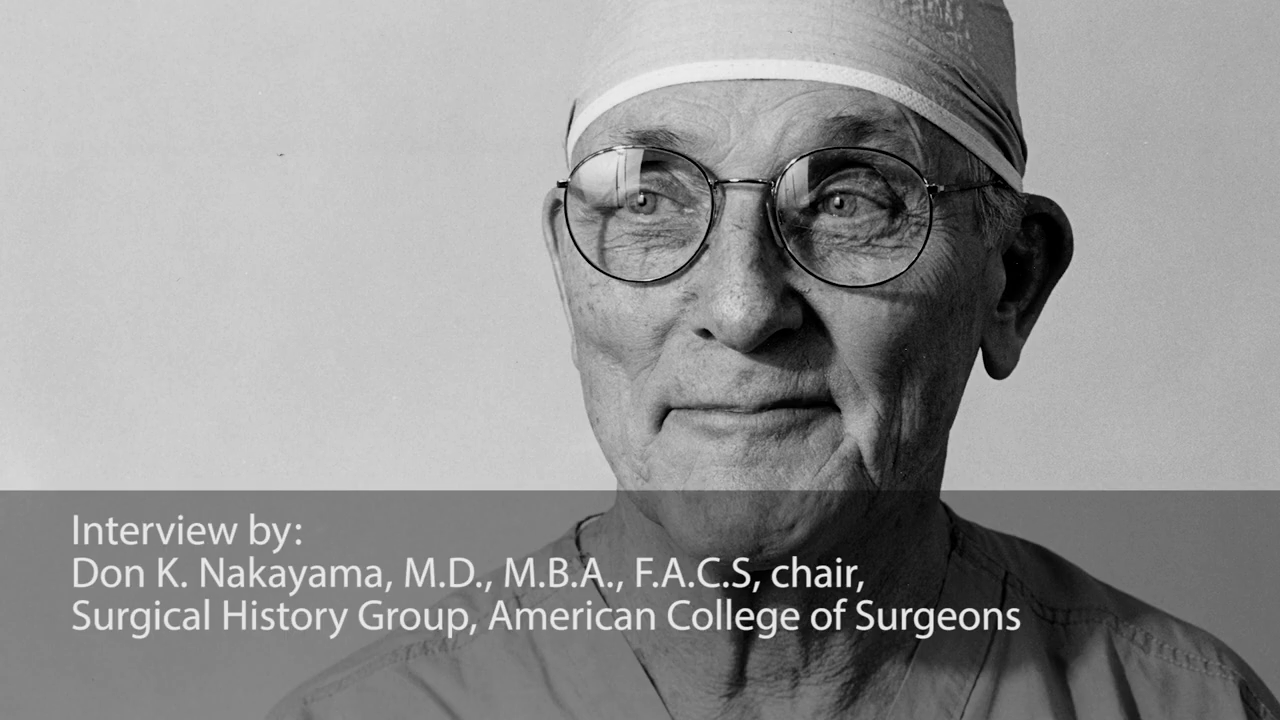 Interview by:
Don K. Nakayama, M.D., M.B.A., F.A.C.S, chair,
Surgical History Group, American College of Surgeons